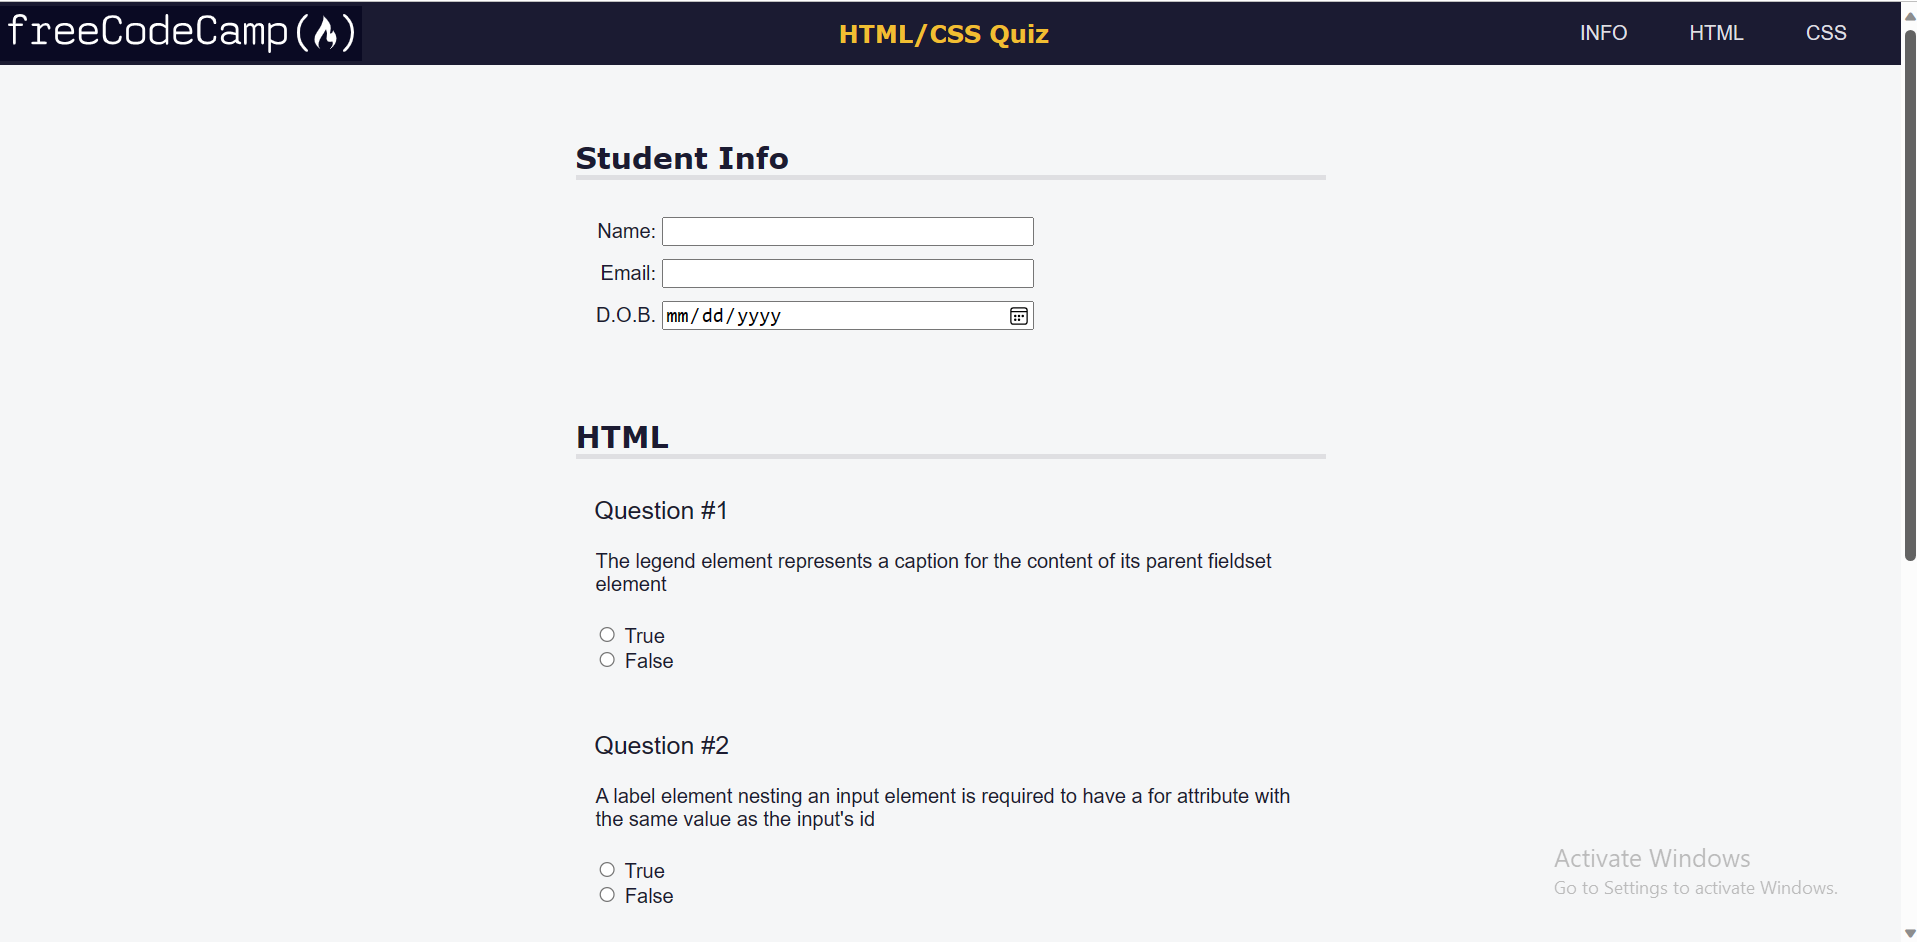 freeCodeCamp
HTML/CSS Quiz
INFO
HTML
CSS
Student Info
Name:
Email:
D.O.B. mm/dd/yyyy
HTML
Question #1
The legend element represents a caption for the content of its parent fieldset
element
True
False
Question #2
A label element nesting an input element is required to have a for attribute with
the same value as the input's id
True
False
Activate Windows
Go to Settings to activate Windows.